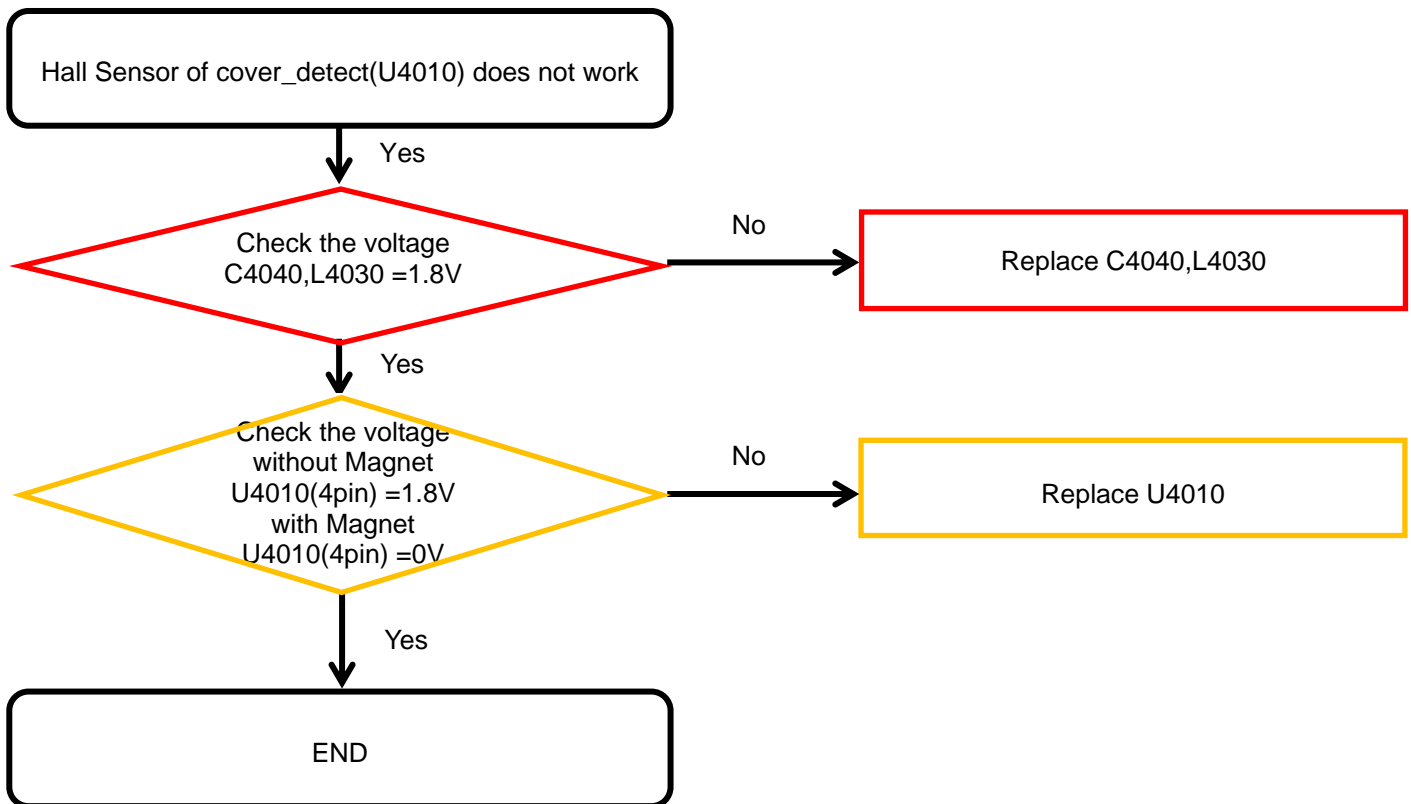 Hall Sensor of cover_detect(U4010) does not work
Yes
Check the voltage
C4040,L4030 =1.8V
No
Replace C4040,L4030
Yes
Check the voltage
without Magnet
U4010(4pin) =1.8V
with Magnet
U4010(4pin) =0V
No
Replace U4010
Yes
END